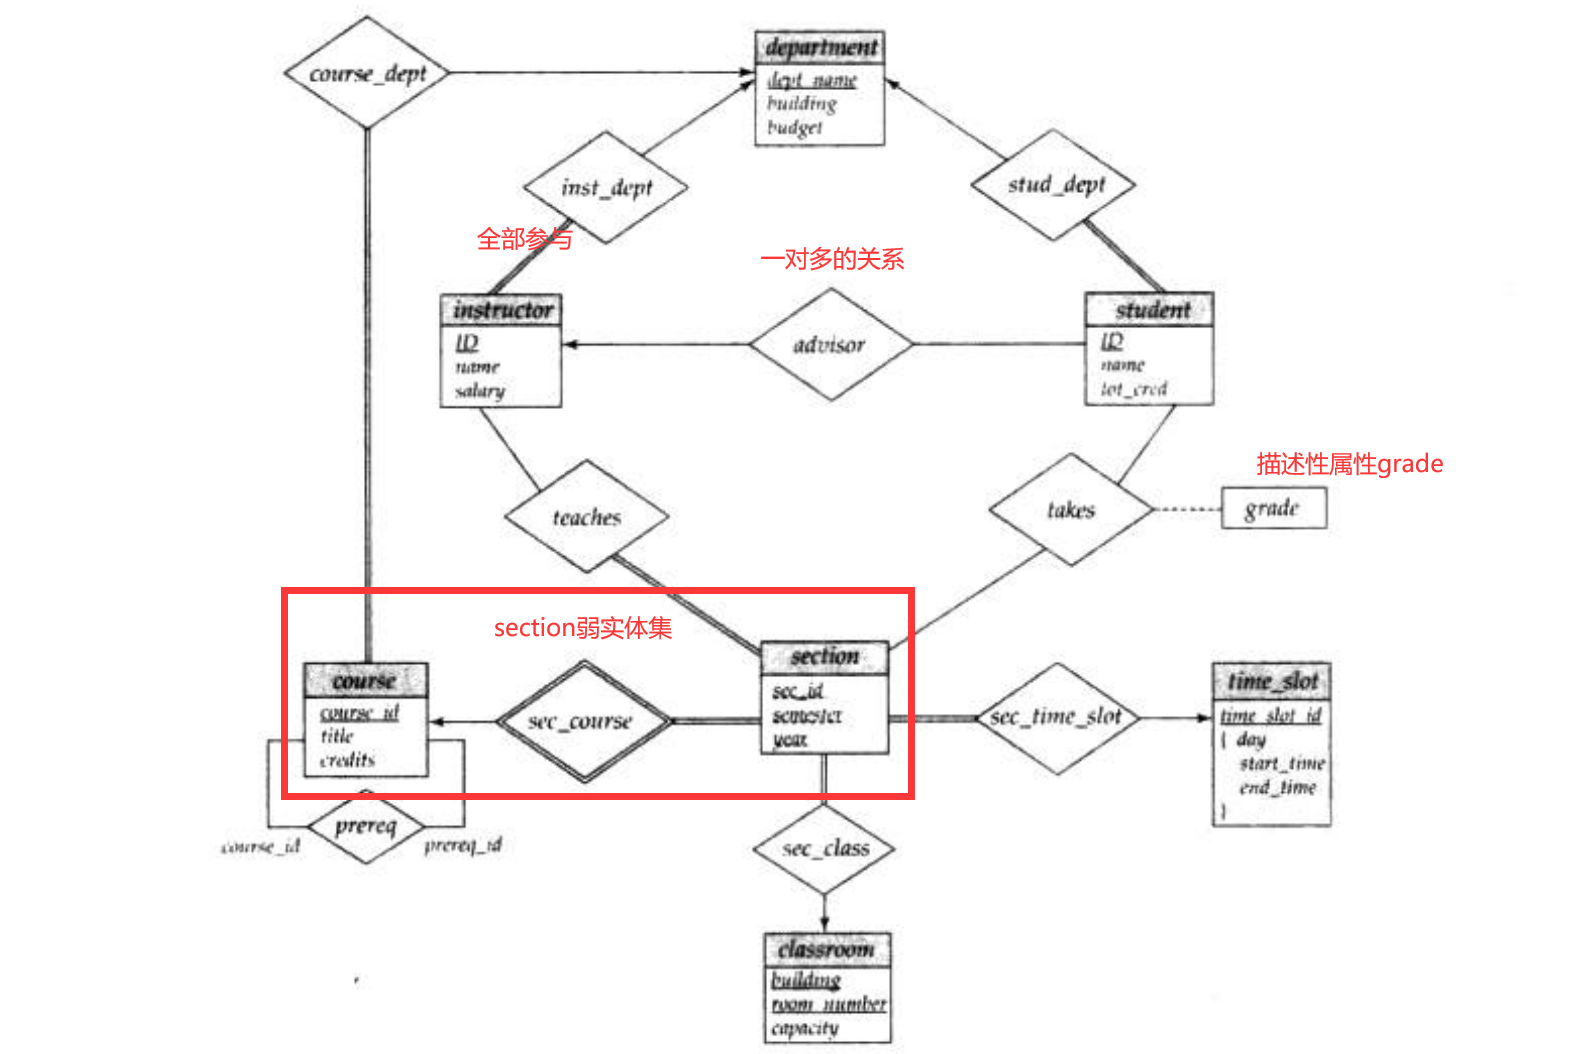 department
course_dept
dept_name
building
budget
inst_dept
stud_dept
全部参与
一对多的关系
instructor
ID
name
salary
advisor
student
ID
name
tot_cred
描述性属性grade
teaches
takes
grade
section弱实体集
section
sec_id
semester
year
course
course_id
title
credits
sec_course
sec_time_slot
time_slot
time_slot_id
{ day
start_time
end_time
}
prereq
course_id
prereq_id
sec_class
classroom
building
room_number
capacity